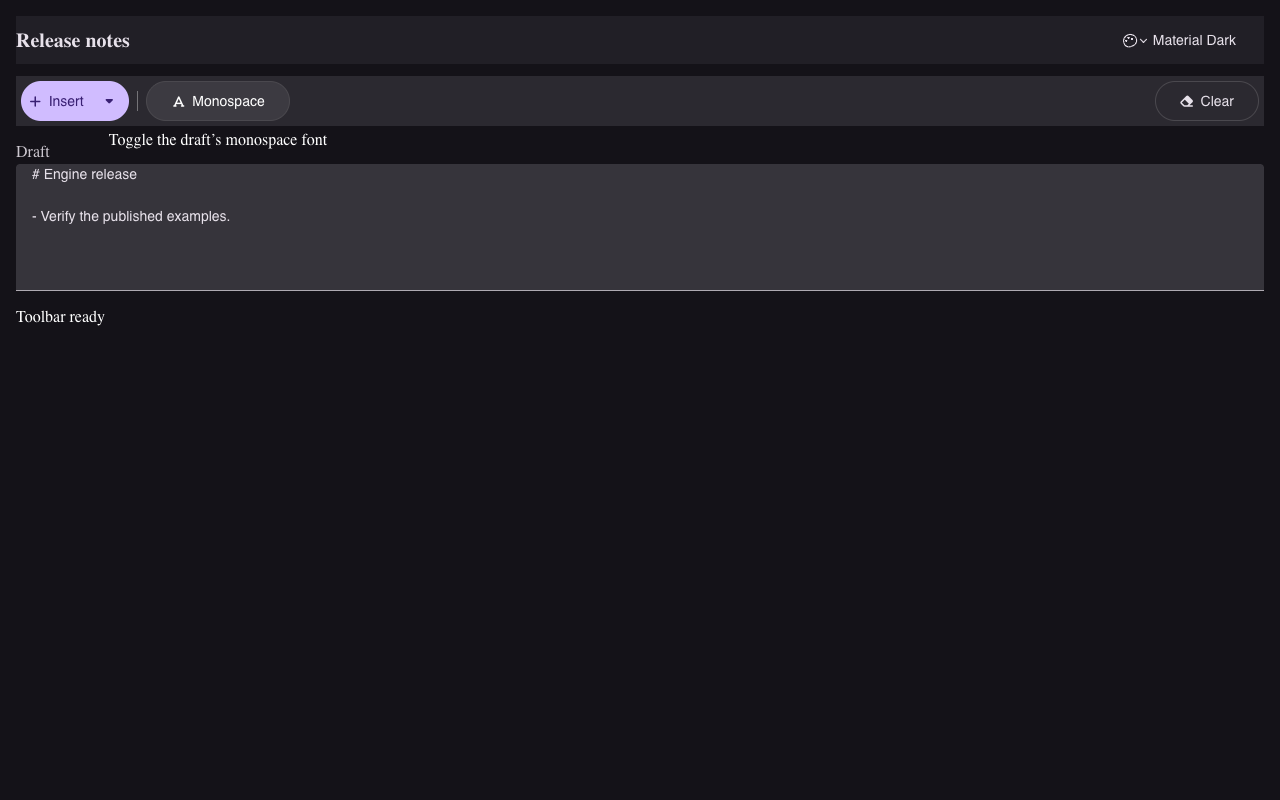 Release notes
Material Dark
Insert
Monospace
Clear
Toggle the draft’s monospace font
Draft
# Engine release
- Verify the published examples.
Toolbar ready